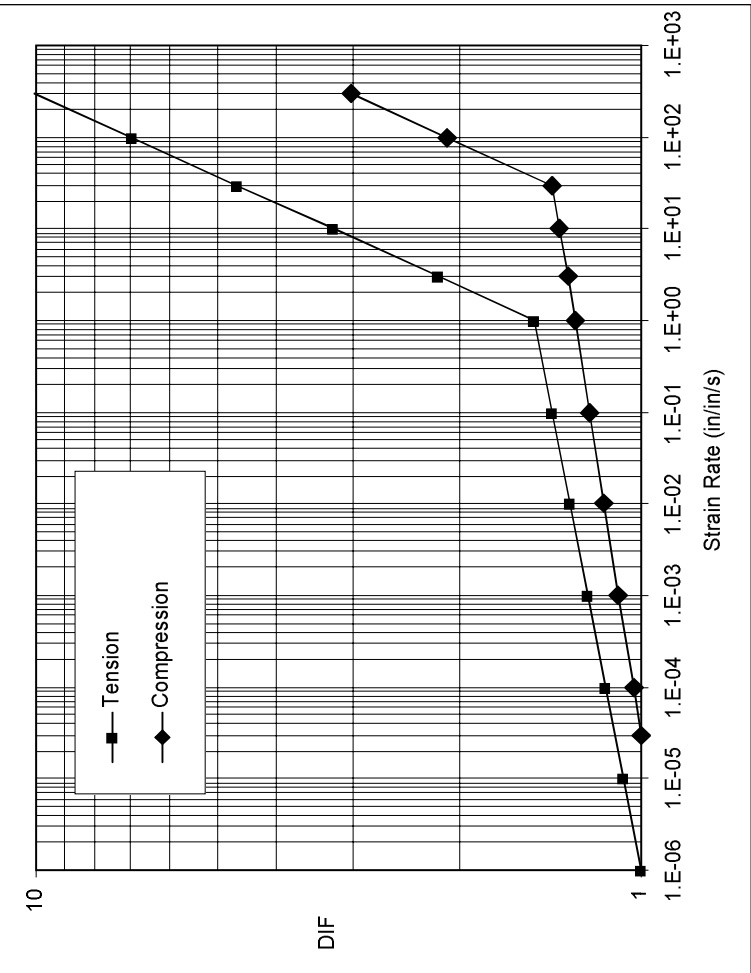 10
1
DIF
Tension
Compression
1.E-06
1.E-05
1.E-04
1.E-03
1.E-02
1.E-01
1.E+00
1.E+01
1.E+02
1.E+03
Strain Rate (in/in/s)